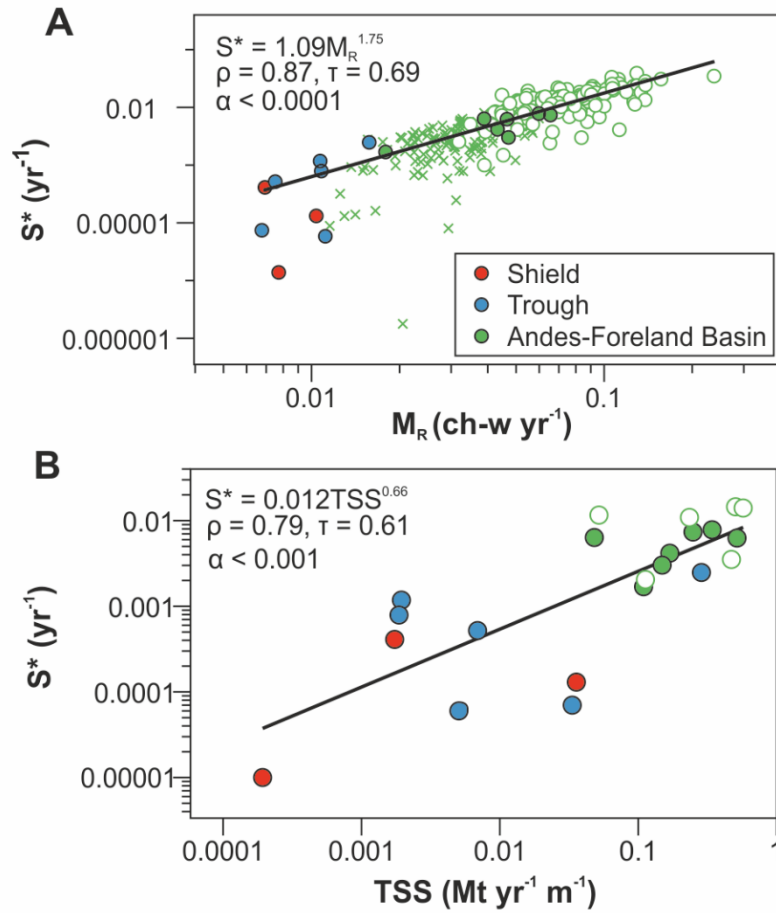 A
S* = 1.09M_R^1.75
ρ = 0.87, τ = 0.69
α < 0.0001
0.01
0.00001
0.000001
S* (yr⁻¹)
Shield
Trough
Andes-Foreland Basin
0.01 0.1
M_R (ch-w yr⁻¹)
B
S* = 0.012TSS^0.66
ρ = 0.79, τ = 0.61
α < 0.001
0.01
0.001
0.0001
0.00001
S* (yr⁻¹)
0.0001 0.001 0.01 0.1 1
TSS (Mt yr⁻¹ m⁻¹)